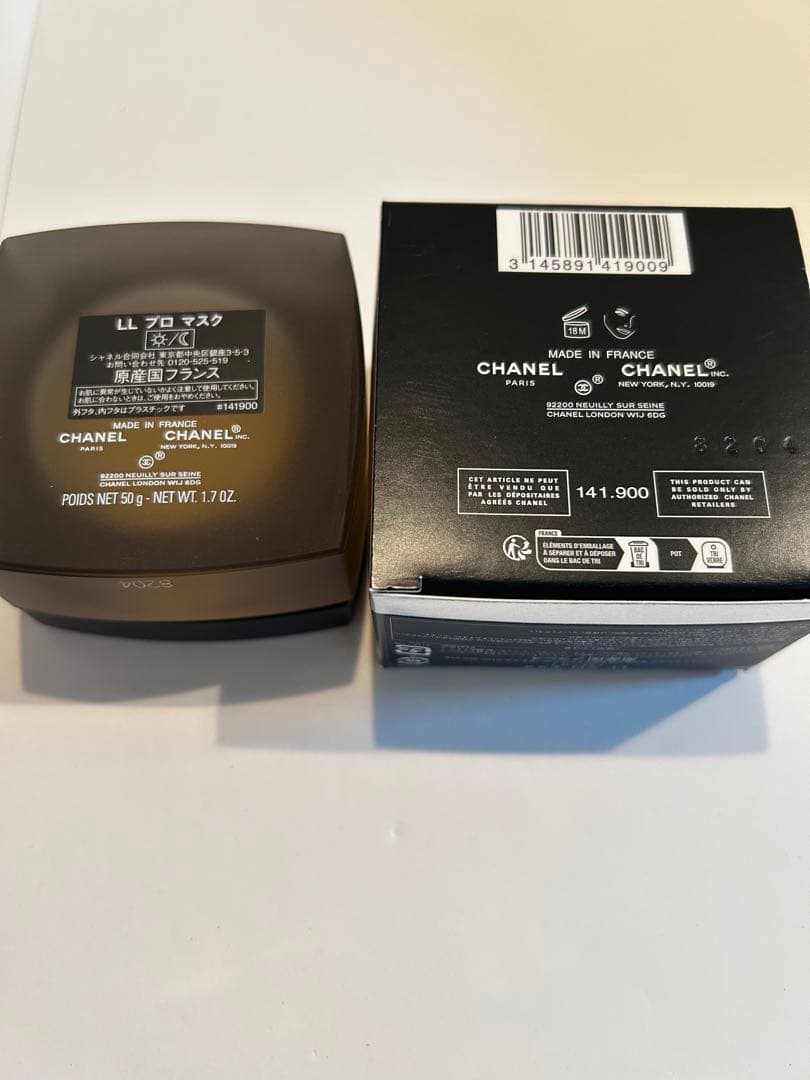 LL プロ マスク
シャネル合同会社 東京都中央区銀座3-5-3
お問い合わせ先 0120-525-519
原産国フランス
お肌に異常が生じていないかよく注意して使用してください。
お肌に合わないときは、ご使用をおやめください。
外フタ、内フタはプラスチックです #141900
MADE IN FRANCE
CHANEL CHANEL® INC.
PARIS NEW YORK, N.Y. 10019
®
92200 NEUILLY SUR SEINE
CHANEL LONDON W1J 6DG
POIDS NET 50 g - NET WT. 1.7 OZ.
8204
3 145891 419009
18 M
MADE IN FRANCE
CHANEL CHANEL® INC.
PARIS NEW YORK, N.Y. 10019
®
92200 NEUILLY SUR SEINE
CHANEL LONDON W1J 6DG
8204
CET ARTICLE NE PEUT
ÊTRE VENDU QUE
PAR LES DÉPOSITAIRES
AGRÉÉS CHANEL
141.900
THIS PRODUCT CAN
BE SOLD ONLY BY
AUTHORIZED CHANEL
RETAILERS
FRANCE
ÉLÉMENTS D'EMBALLAGE
À SÉPARER ET À DÉPOSER
DANS LE BAC DE TRI
BAC
DE
TRI
POT
TRI
VERRE